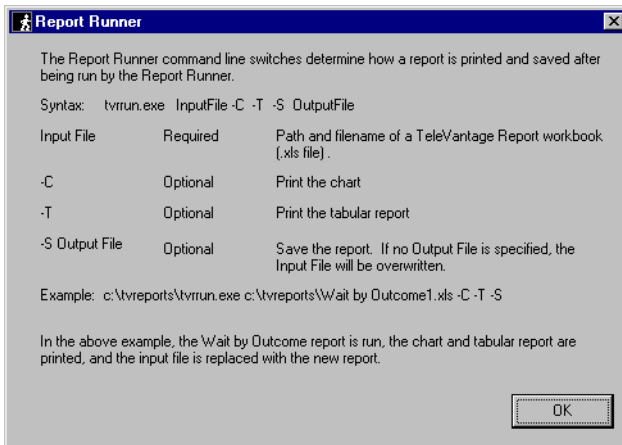 Report Runner
The Report Runner command line switches determine how a report is printed and saved after
being run by the Report Runner.
Syntax: tvrrun.exe InputFile -C -T -S OutputFile
Input File Required Path and filename of a TeleVantage Report workbook
(.xls file) .
-C Optional Print the chart
-T Optional Print the tabular report
-S Output File Optional Save the report. If no Output File is specified, the
Input File will be overwritten.
Example: c:\tvreports\tvrrun.exe c:\tvreports\Wait by Outcome1.xls -C -T -S
In the above example, the Wait by Outcome report is run, the chart and tabular report are
printed, and the input file is replaced with the new report.
OK